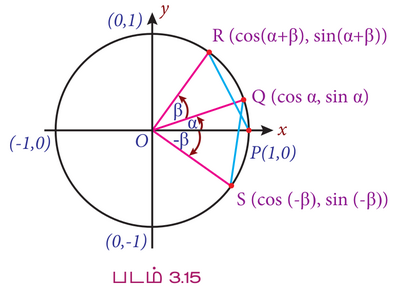 (0,1) y
R (cos(α+β), sin(α+β))
Q (cos α, sin α)
β
α
(-1,0) O -β x
P(1,0)
S (cos (-β), sin (-β))
(0,-1)
படம் 3.15